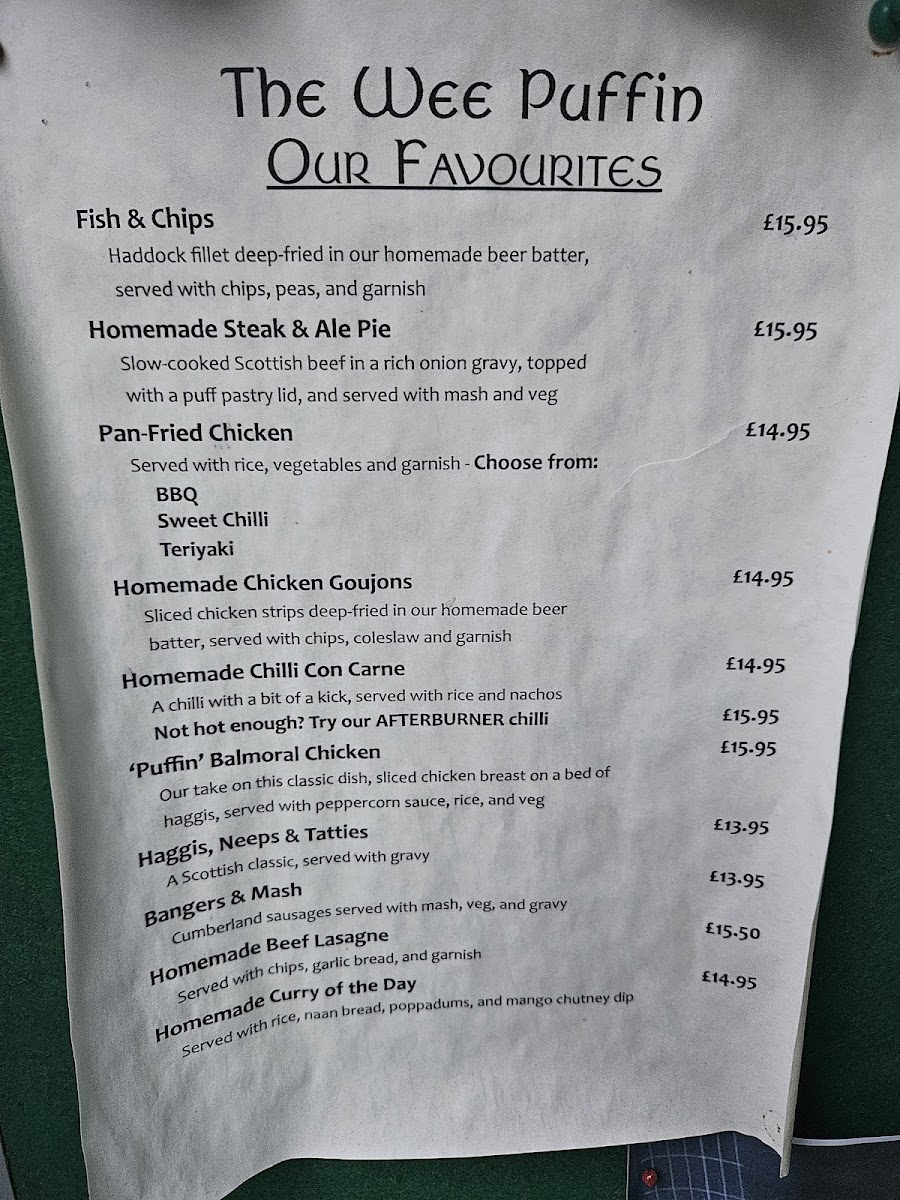 The Wee Puffin
Our Favourites
Fish & Chips £15.95
Haddock fillet deep-fried in our homemade beer batter,
served with chips, peas, and garnish
Homemade Steak & Ale Pie £15.95
Slow-cooked Scottish beef in a rich onion gravy, topped
with a puff pastry lid, and served with mash and veg
Pan-Fried Chicken £14.95
Served with rice, vegetables and garnish - Choose from:
BBQ
Sweet Chilli
Teriyaki
Homemade Chicken Goujons £14.95
Sliced chicken strips deep-fried in our homemade beer
batter, served with chips, coleslaw and garnish
Homemade Chilli Con Carne £14.95
A chilli with a bit of a kick, served with rice and nachos
Not hot enough? Try our AFTERBURNER chilli £15.95
‘Puffin’ Balmoral Chicken £15.95
Our take on this classic dish, sliced chicken breast on a bed of
haggis, served with peppercorn sauce, rice, and veg
Haggis, Neeps & Tatties £13.95
A Scottish classic, served with gravy
Bangers & Mash £13.95
Cumberland sausages served with mash, veg, and gravy
Homemade Beef Lasagne £15.50
Served with chips, garlic bread, and garnish
Homemade Curry of the Day £14.95
Served with rice, naan bread, poppadums, and mango chutney dip